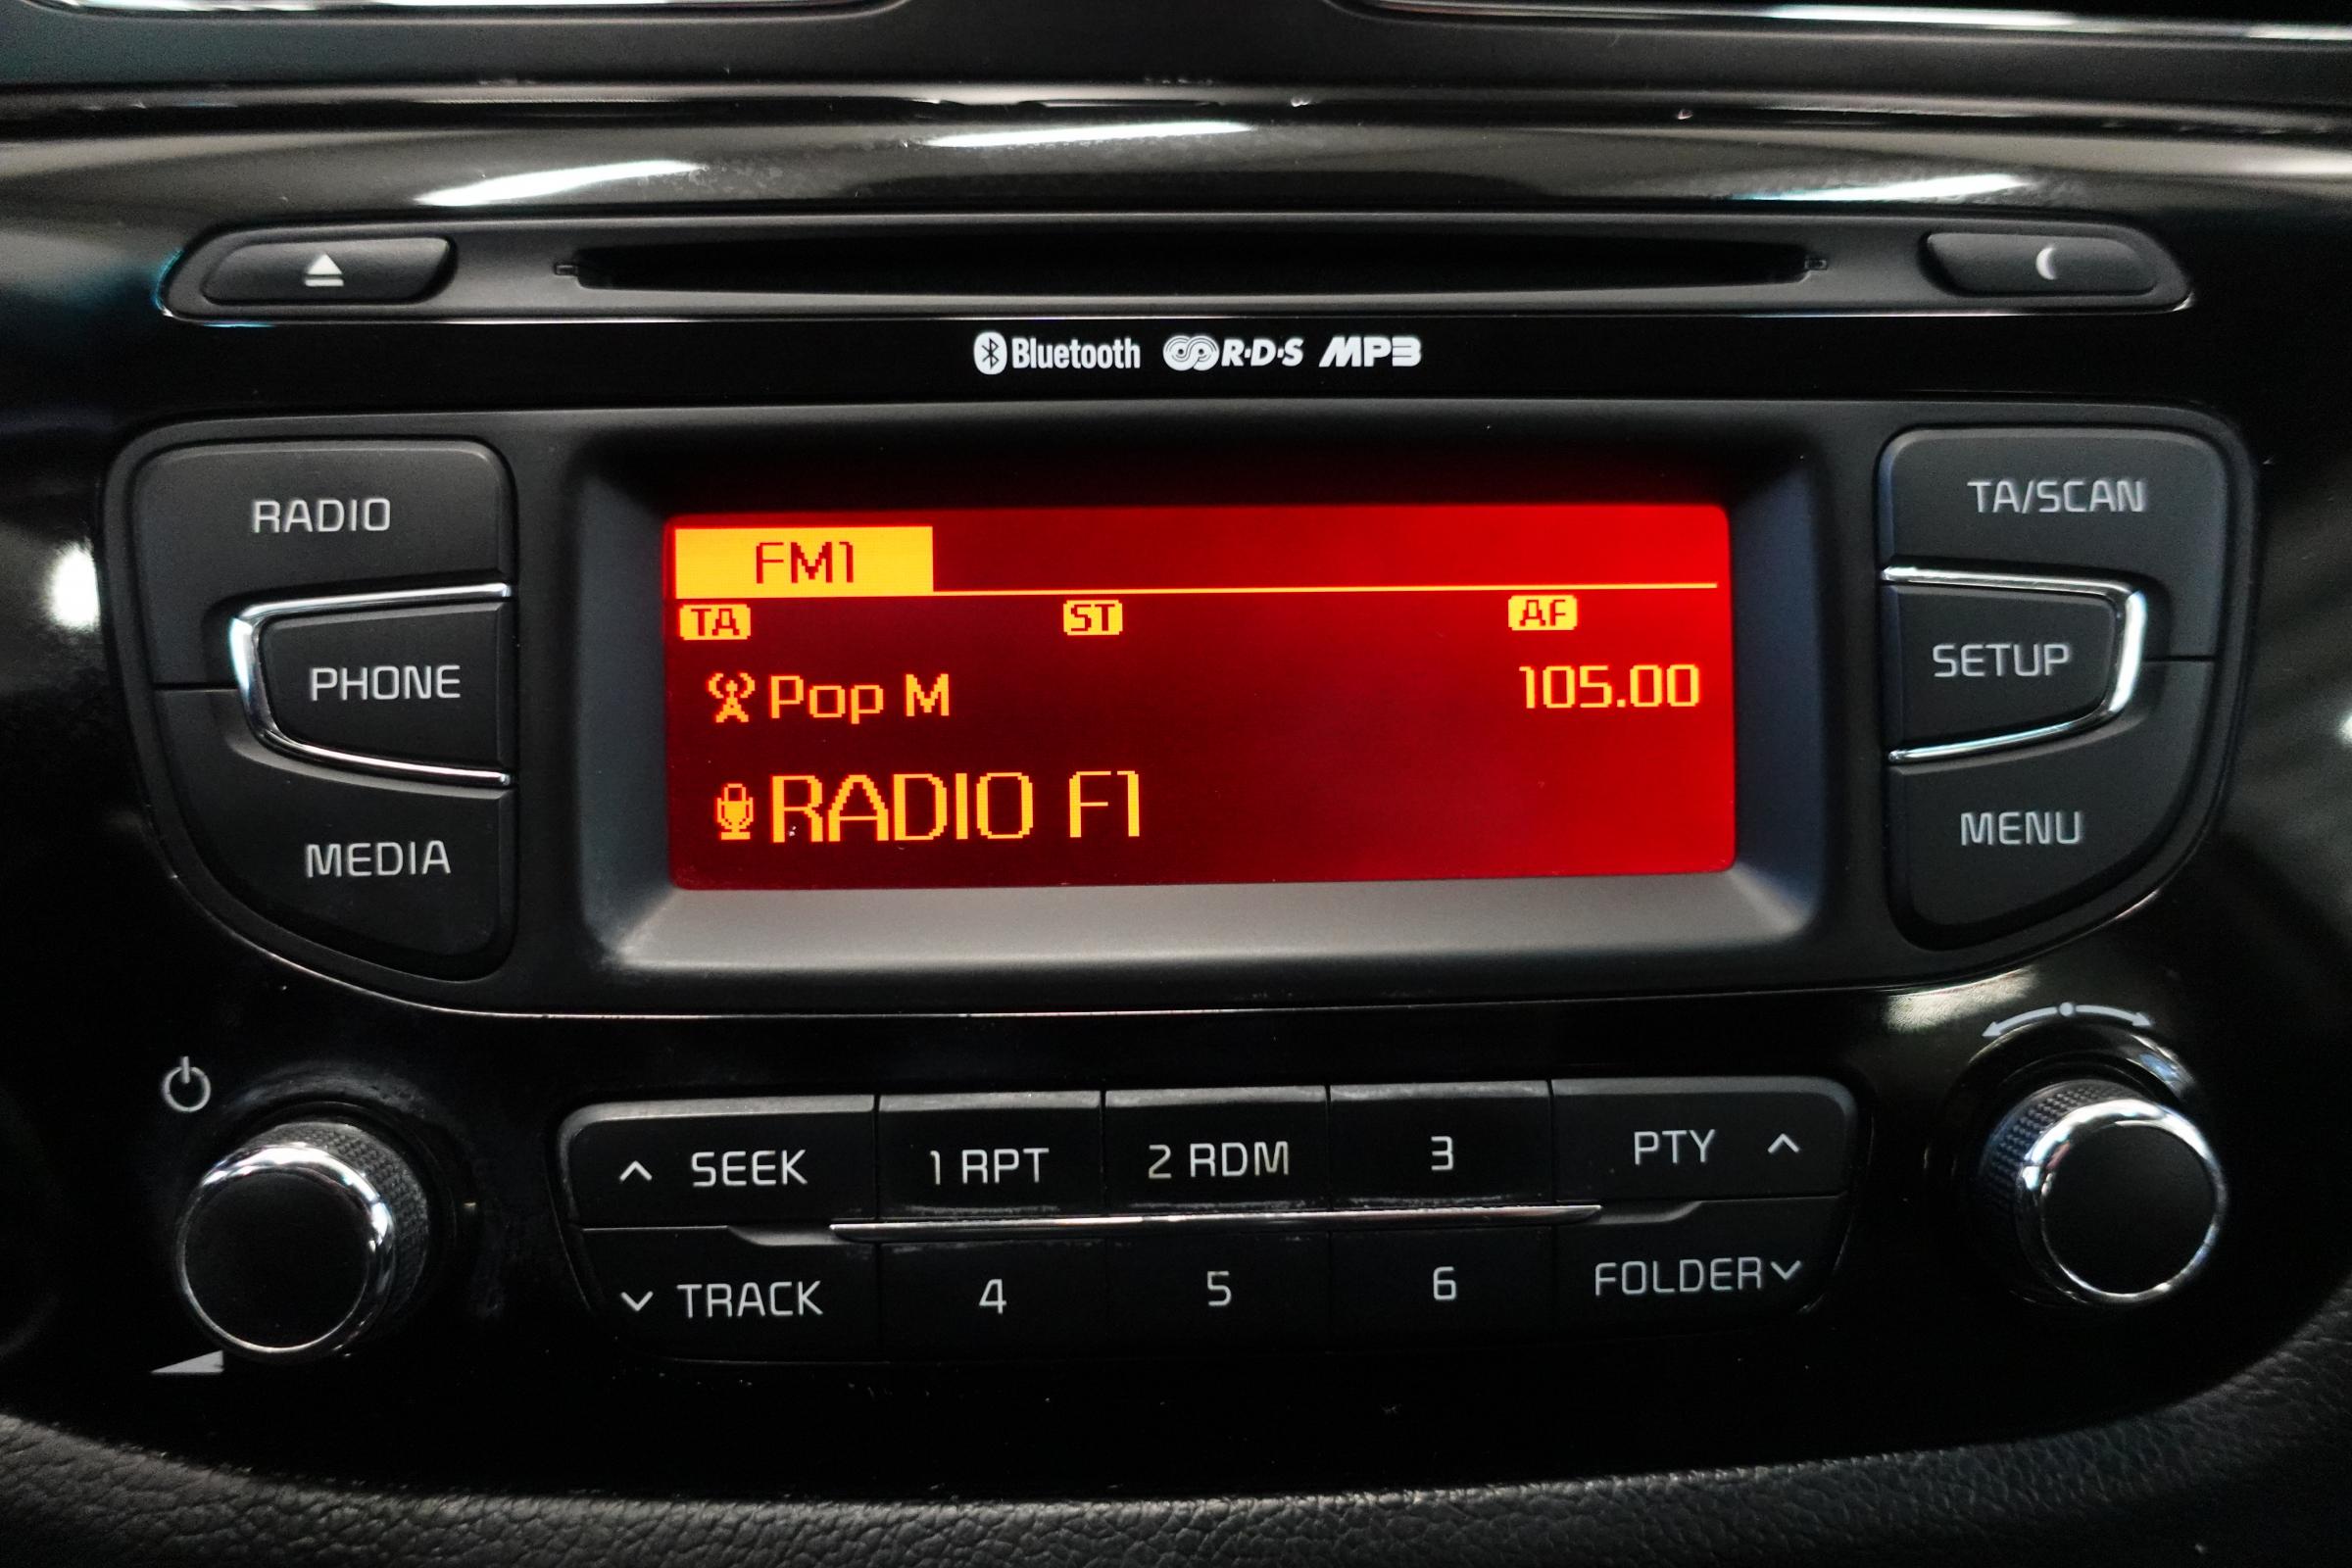 Bluetooth R·D·S MP3
RADIO
PHONE
MEDIA
FM1
TA ST AF
Pop M 105.00
RADIO F1
TA/SCAN
SETUP
MENU
SEEK 1 RPT 2 RDM 3 PTY
TRACK 4 5 6 FOLDER